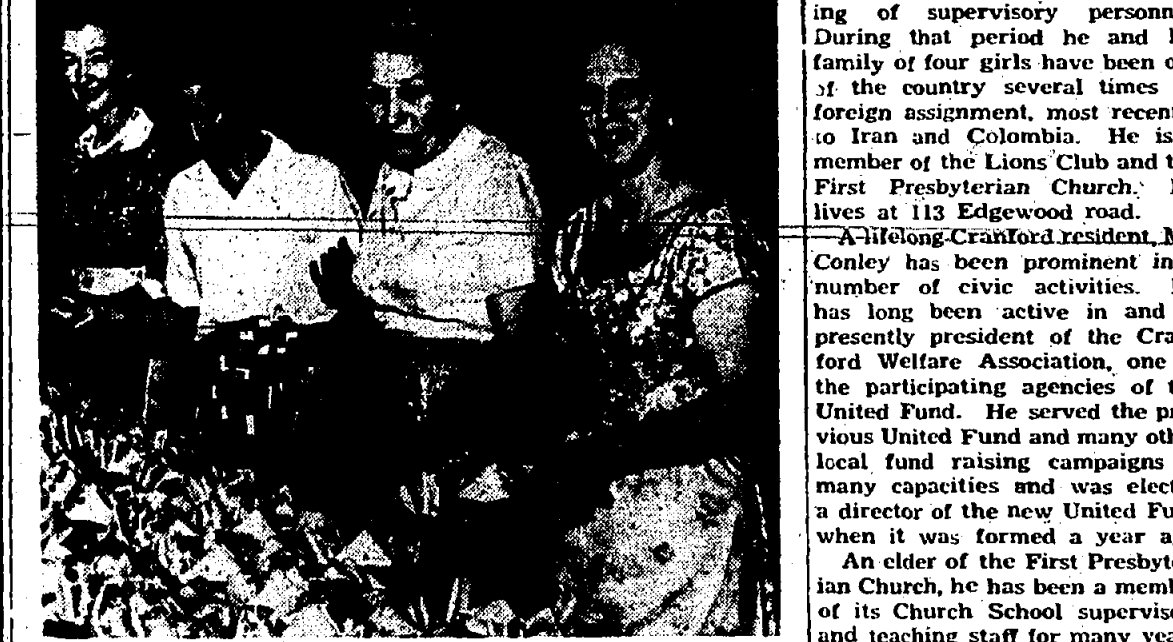 ing of supervisory personn
During that period he and
family of four girls have been o
of the country several times
foreign assignment, most recen
to Iran and Colombia. He is
member of the Lions Club and t
First Presbyterian Church.
lives at 113 Edgewood road.
A lifelong Cranford resident, M
Conley has been prominent in
number of civic activities.
has long been active in and
presently president of the Cra
ford Welfare Association, one
the participating agencies of t
United Fund. He served the pr
vious United Fund and many oth
local fund raising campaigns
many capacities and was elect
a director of the new United Fu
when it was formed a year a
An elder of the First Presbyte
ian Church, he has been a memb
of its Church School supervis
and teaching staff for many yea